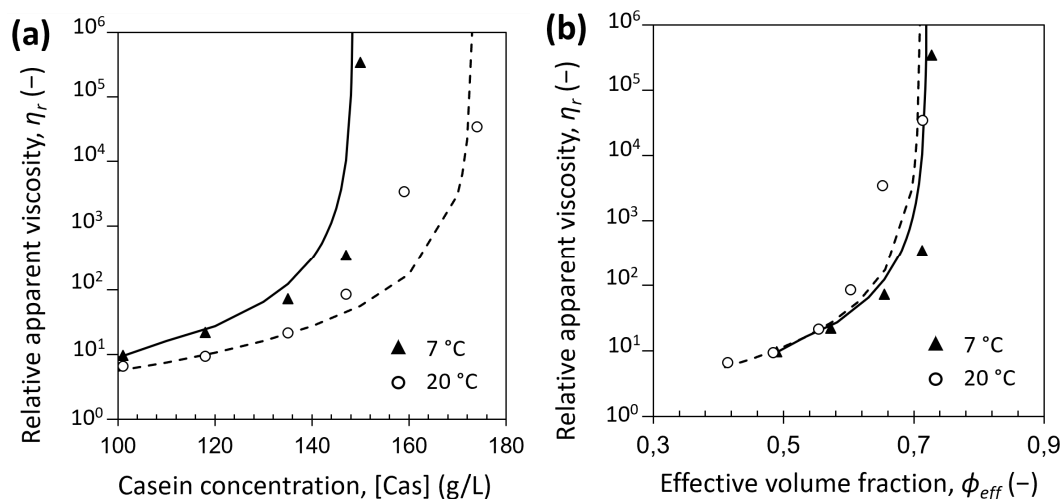 (a)
Relative apparent viscosity, ηr (−)
10⁶
10⁵
10⁴
10³
10²
10¹
10⁰
100 120 140 160 180
Casein concentration, [Cas] (g/L)
7 °C
20 °C
(b)
Relative apparent viscosity, ηr (−)
10⁶
10⁵
10⁴
10³
10²
10¹
10⁰
0,3 0,5 0,7 0,9
Effective volume fraction, ϕeff (−)
7 °C
20 °C